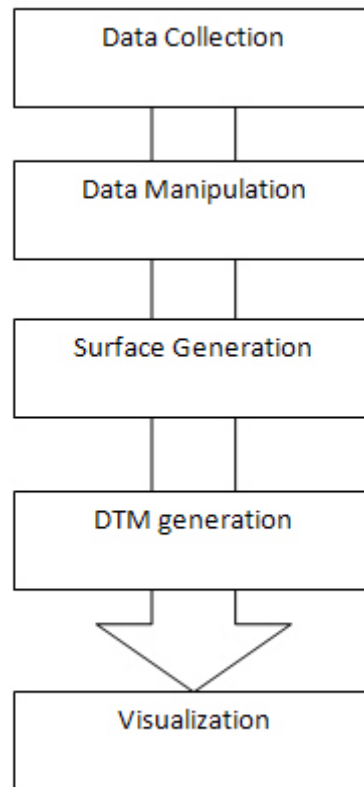 Data Collection
Data Manipulation
Surface Generation
DTM generation
Visualization